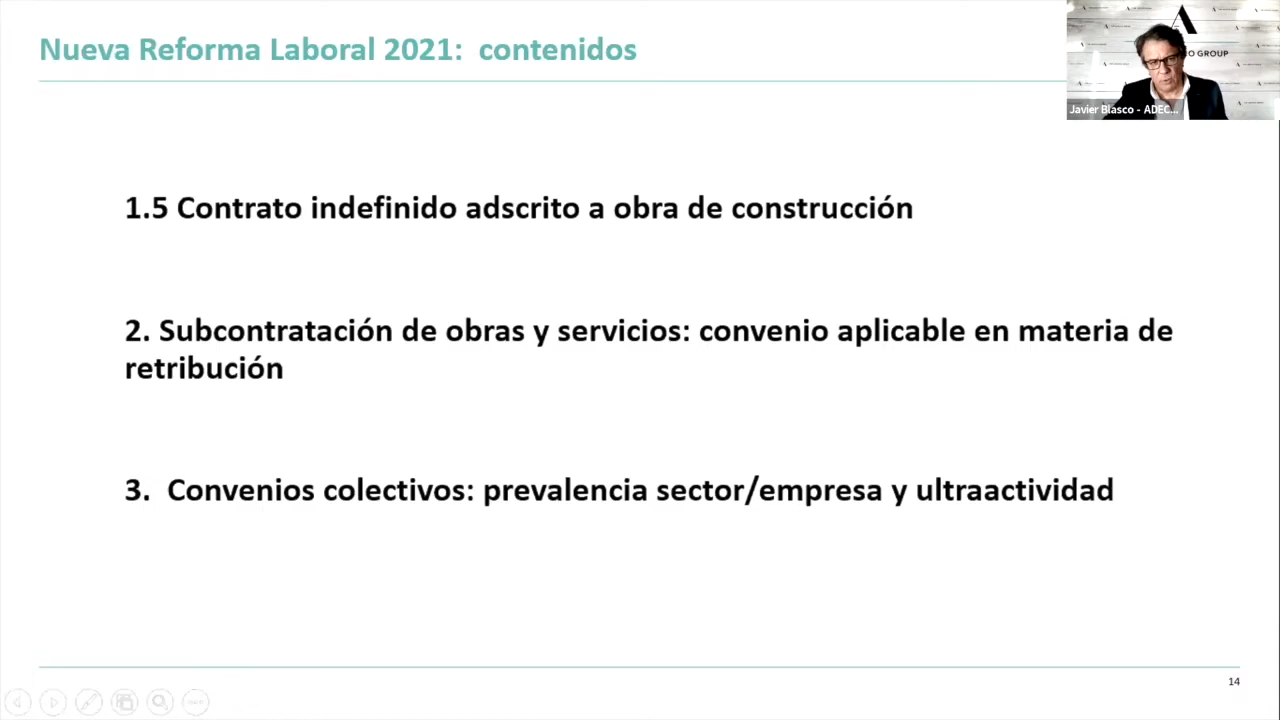 Nueva Reforma Laboral 2021: contenidos
O GROUP
Javier Blasco - ADEC...
1.5 Contrato indefinido adscrito a obra de construcción
2. Subcontratación de obras y servicios: convenio aplicable en materia de
retribución
3. Convenios colectivos: prevalencia sector/empresa y ultraactividad
14